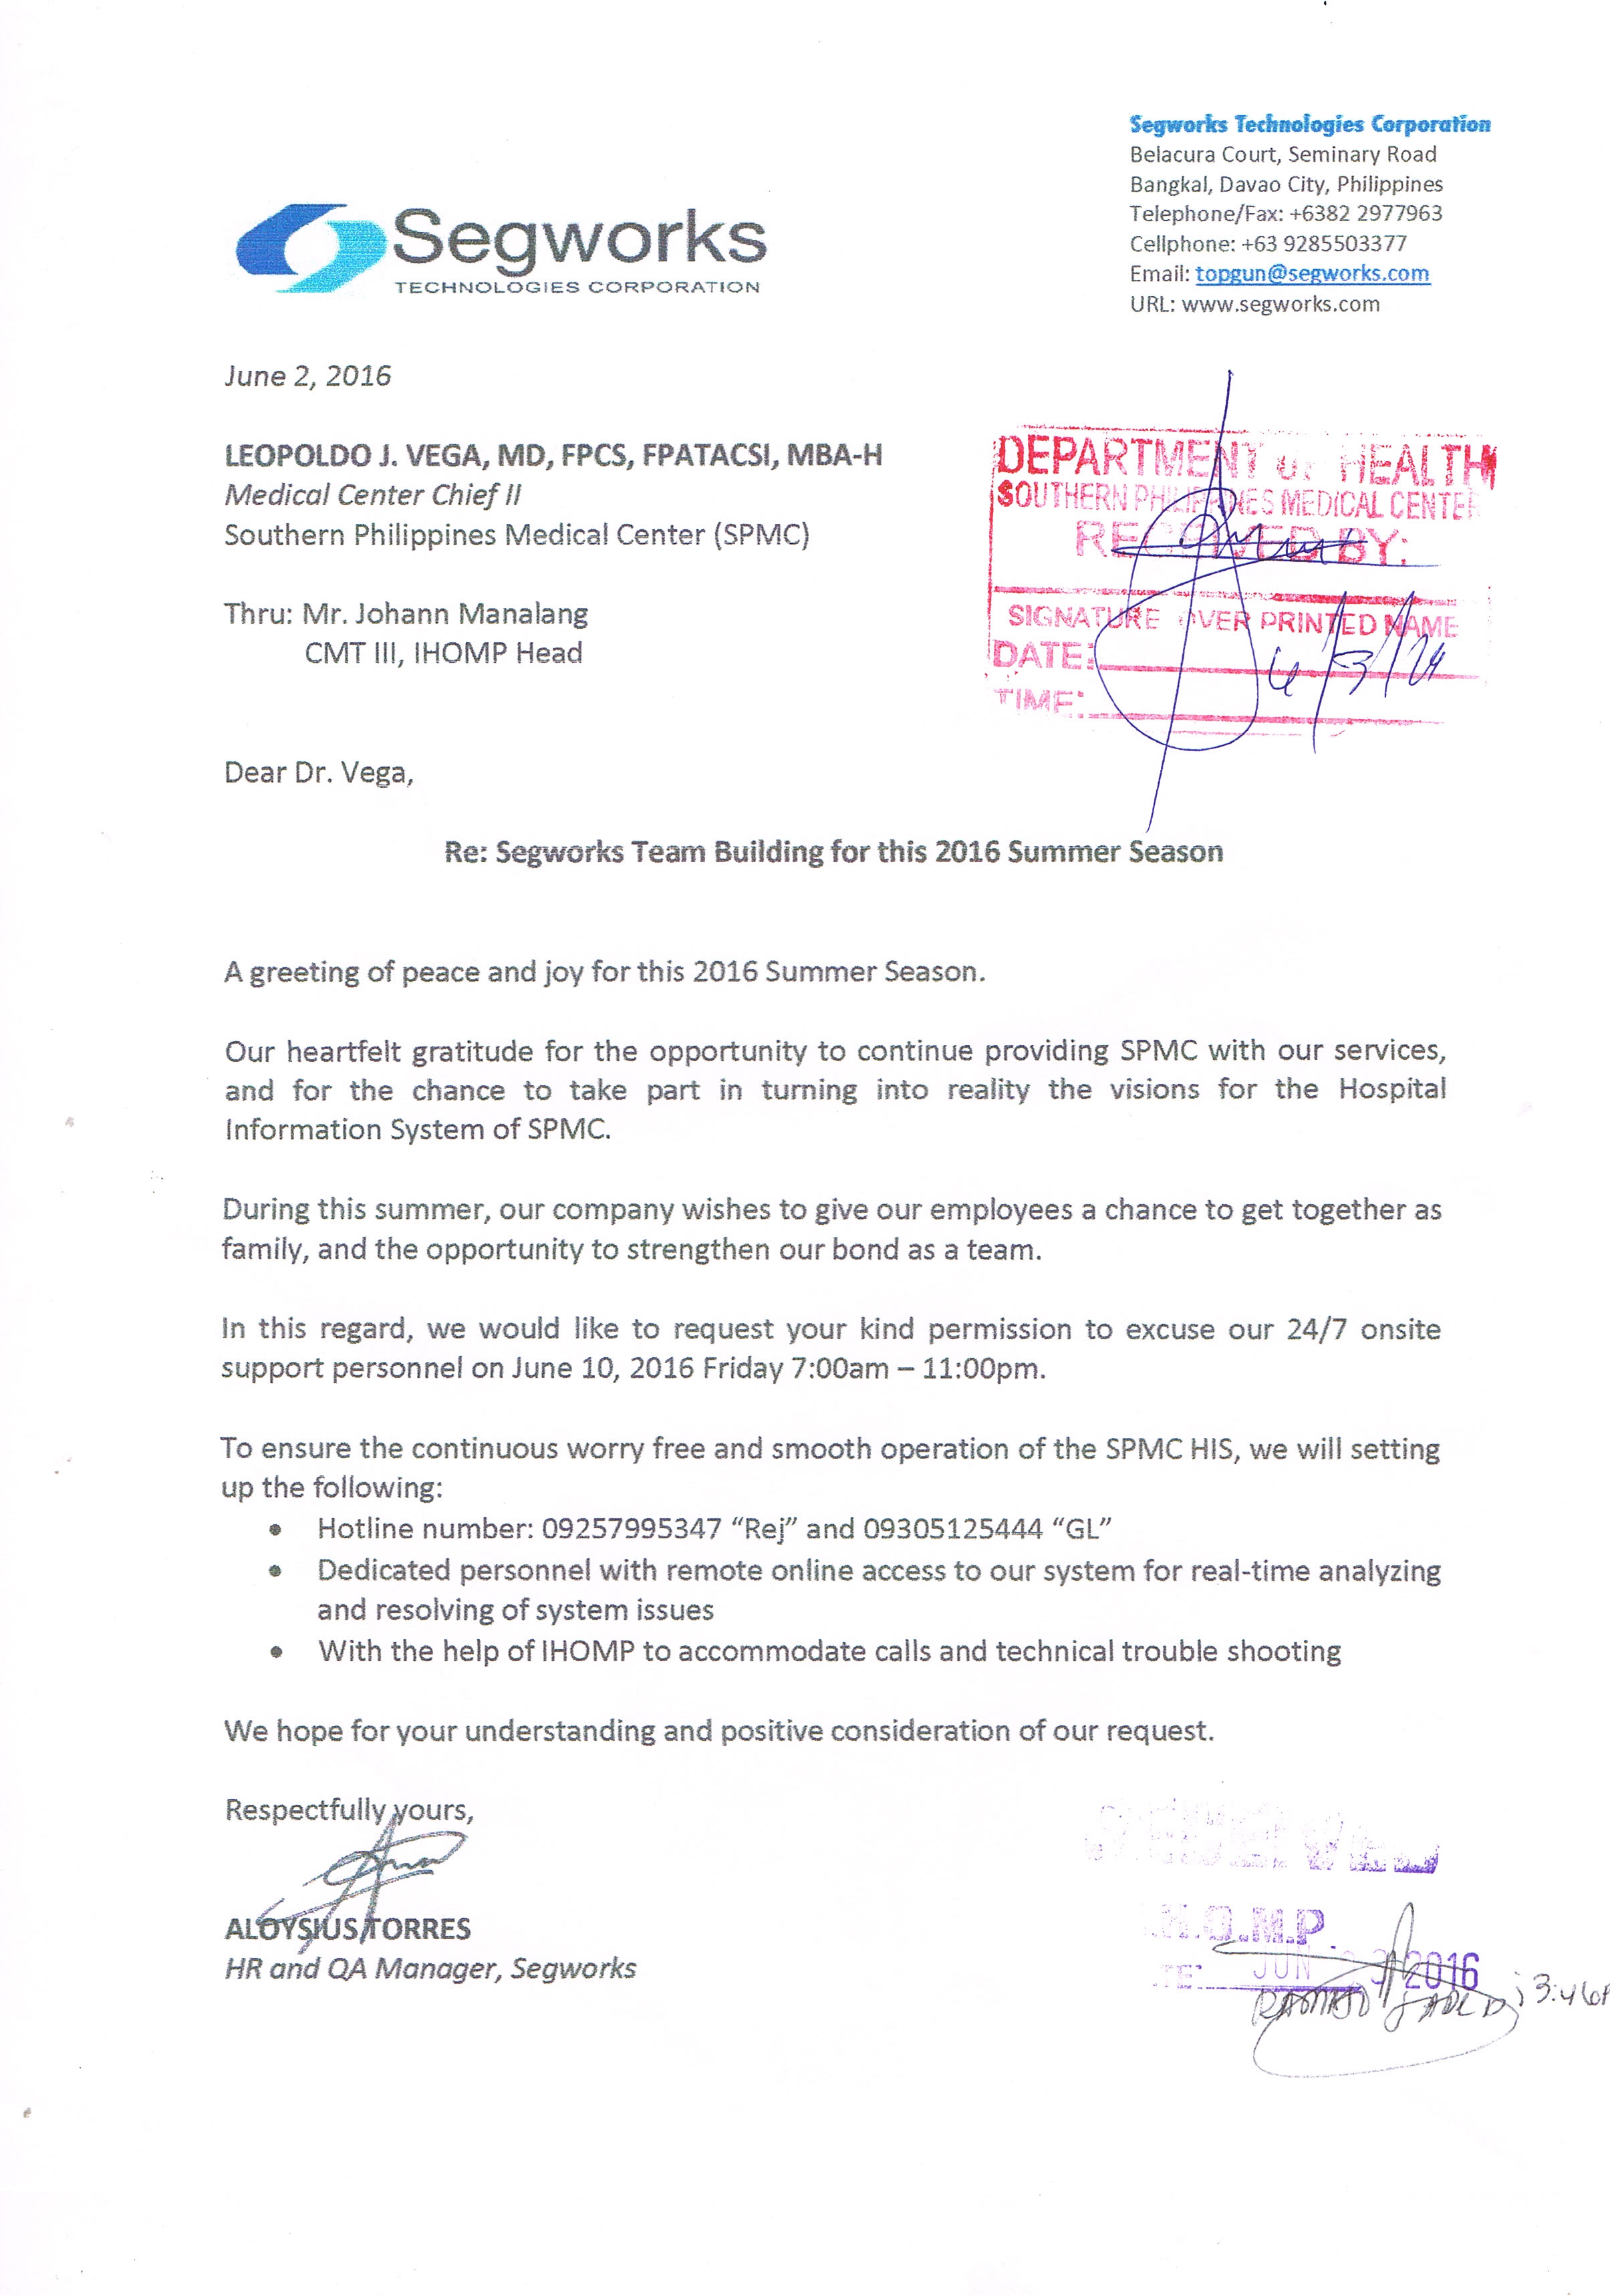 Segworks Technologies Corporation
Belacura Court, Seminary Road
Bangkal, Davao City, Philippines
Telephone/Fax: +6382 2977963
Cellphone: +63 9285503377
Email: topgun@segworks.com
URL: www.segworks.com
Segworks
TECHNOLOGIES CORPORATION
June 2, 2016
LEOPOLDO J. VEGA, MD, FPCS, FPATACSI, MBA-H
Medical Center Chief II
Southern Philippines Medical Center (SPMC)
Thru: Mr. Johann Manalang
CMT III, IHOMP Head
DEPARTMENT OF HEALTH
SOUTHERN PHILIPPINES MEDICAL CENTER
RECEIVED BY:
SIGNATURE OVER PRINTED NAME
DATE:
TIME:
Dear Dr. Vega,
Re: Segworks Team Building for this 2016 Summer Season
A greeting of peace and joy for this 2016 Summer Season.
Our heartfelt gratitude for the opportunity to continue providing SPMC with our services,
and for the chance to take part in turning into reality the visions for the Hospital
Information System of SPMC.
During this summer, our company wishes to give our employees a chance to get together as
family, and the opportunity to strengthen our bond as a team.
In this regard, we would like to request your kind permission to excuse our 24/7 onsite
support personnel on June 10, 2016 Friday 7:00am – 11:00pm.
To ensure the continuous worry free and smooth operation of the SPMC HIS, we will setting
up the following:
• Hotline number: 09257995347 “Rej” and 09305125444 “GL”
• Dedicated personnel with remote online access to our system for real-time analyzing
and resolving of system issues
• With the help of IHOMP to accommodate calls and technical trouble shooting
We hope for your understanding and positive consideration of our request.
Respectfully yours,
ALOYSIUS TORRES
HR and QA Manager, Segworks
.H.O.M.P
TE: JUN 3 2016
3:46P